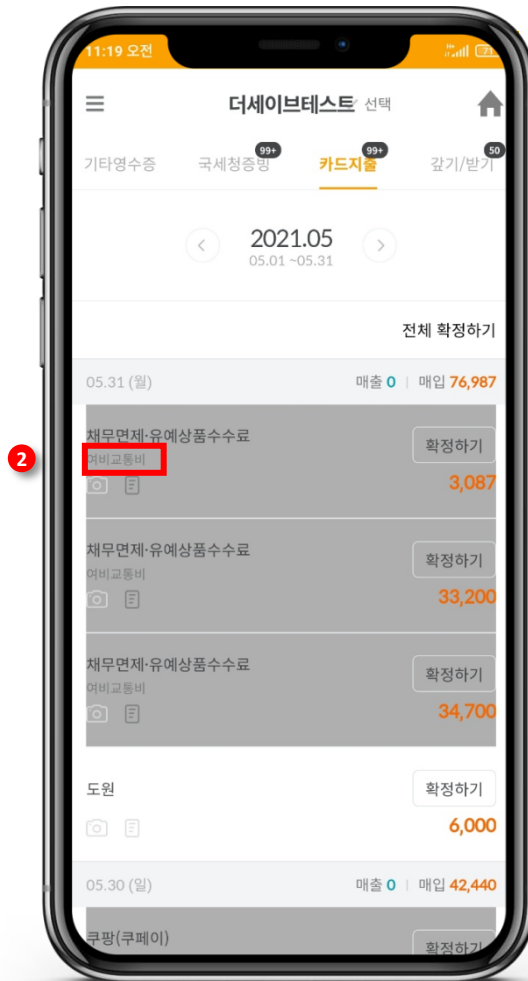 11:19 오전
더세이브테스트 선택
기타영수증 국세청증빙 99+ 카드지출 99+ 갚기/받기 50
2021.05
05.01 ~05.31
전체 확정하기
05.31 (월) 매출 0 | 매입 76,987
채무면제·유예상품수수료 확정하기
2 여비교통비
3,087
채무면제·유예상품수수료 확정하기
여비교통비
33,200
채무면제·유예상품수수료 확정하기
여비교통비
34,700
도원 확정하기
6,000
05.30 (일) 매출 0 | 매입 42,440
쿠팡(쿠페이) 확정하기